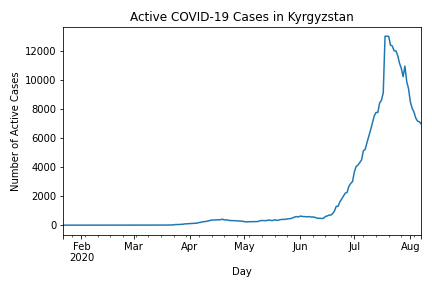 Active COVID-19 Cases in Kyrgyzstan
Number of Active Cases
12000
10000
8000
6000
4000
2000
0
Feb Mar Apr May Jun Jul Aug
2020
Day